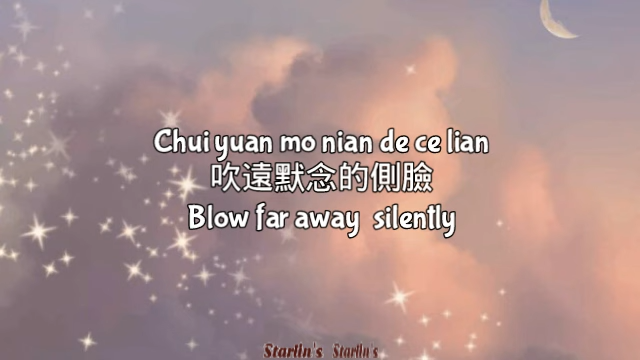 Chui yuan mo nian de ce lian
吹遠默念的側臉
Blow far away silently
Starlin's Starlin's